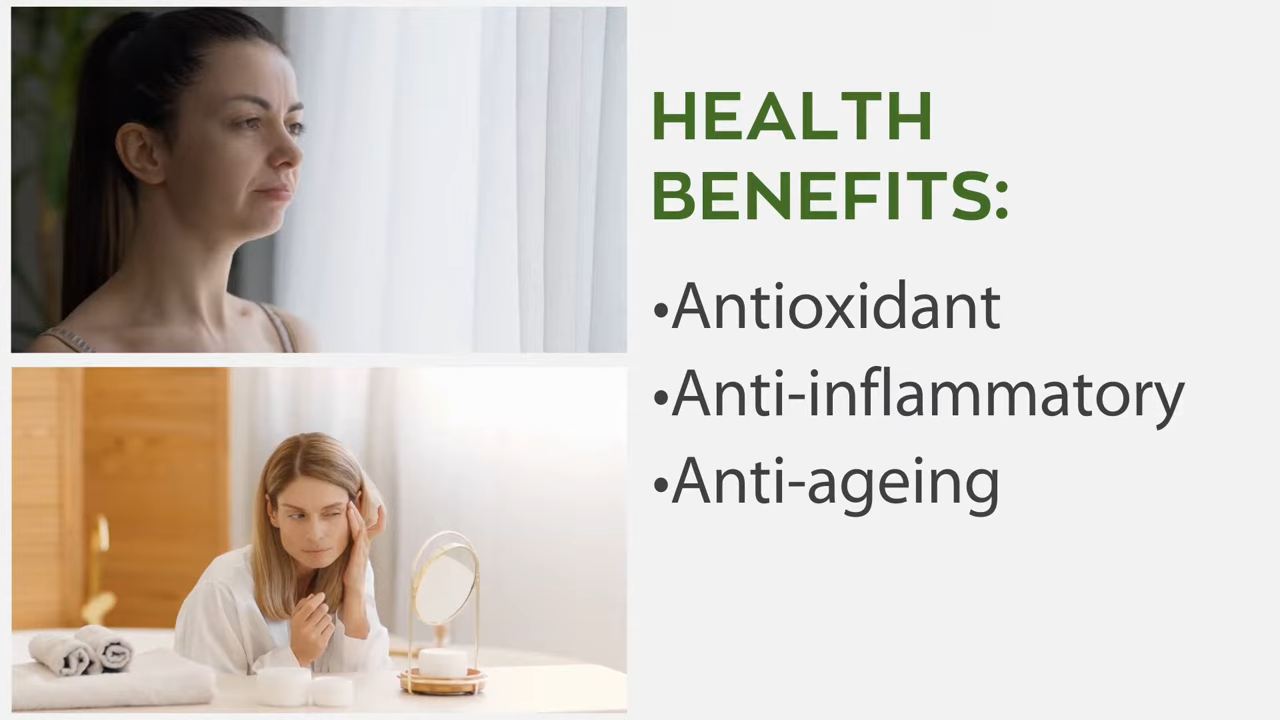 HEALTH
BENEFITS:
•Antioxidant
•Anti-inflammatory
•Anti-ageing